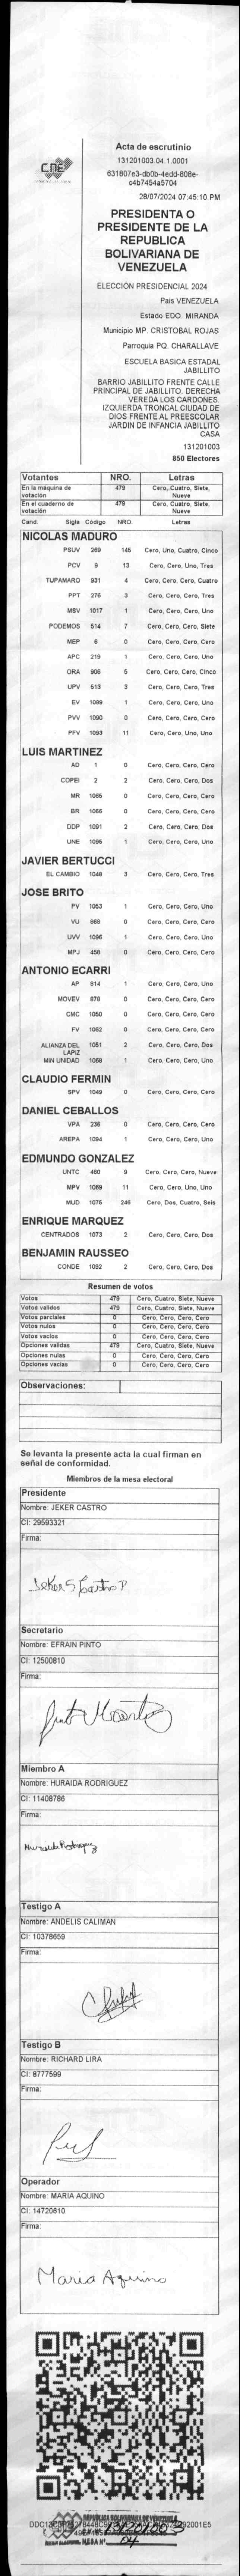 CNE
Acta de escrutinio
131201003.04.1.0001
631807e3-db0b-4edd-808e-
c4b7454a5704
28/07/2024 07:45:10 PM
PRESIDENTA O
PRESIDENTE DE LA
REPUBLICA
BOLIVARIANA DE
VENEZUELA
ELECCIÓN PRESIDENCIAL 2024
País VENEZUELA
Estado EDO. MIRANDA
Municipio MP. CRISTOBAL ROJAS
Parroquia PQ. CHARALLAVE
ESCUELA BASICA ESTADAL
JABILLITO
BARRIO JABILLITO FRENTE CALLE
PRINCIPAL DE JABILLITO. DERECHA
VEREDA LOS CARDONES.
IZQUIERDA TRONCAL CIUDAD DE
DIOS FRENTE AL PREESCOLAR
JARDIN DE INFANCIA JABILLITO
CASA
131201003
850 Electores
Votantes NRO. Letras
En la máquina de votación 479 Cero, Cuatro, Siete, Nueve
En el cuaderno de votación 479 Cero, Cuatro, Siete, Nueve
Cand. Sigla Código NRO. Letras
NICOLAS MADURO
PSUV 269 145 Cero, Uno, Cuatro, Cinco
PCV 9 13 Cero, Cero, Uno, Tres
TUPAMARO 931 4 Cero, Cero, Cero, Cuatro
PPT 276 3 Cero, Cero, Cero, Tres
MSV 1017 1 Cero, Cero, Cero, Uno
PODEMOS 514 7 Cero, Cero, Cero, Siete
MEP 6 0 Cero, Cero, Cero, Cero
APC 219 1 Cero, Cero, Cero, Uno
ORA 906 5 Cero, Cero, Cero, Cinco
UPV 513 3 Cero, Cero, Cero, Tres
EV 1089 1 Cero, Cero, Cero, Uno
PVV 1090 0 Cero, Cero, Cero, Cero
PFV 1093 11 Cero, Cero, Uno, Uno
LUIS MARTINEZ
AD 1 0 Cero, Cero, Cero, Cero
COPEI 2 2 Cero, Cero, Cero, Dos
MR 1065 0 Cero, Cero, Cero, Cero
BR 1066 0 Cero, Cero, Cero, Cero
DDP 1091 2 Cero, Cero, Cero, Dos
UNE 1095 1 Cero, Cero, Cero, Uno
JAVIER BERTUCCI
EL CAMBIO 1048 3 Cero, Cero, Cero, Tres
JOSE BRITO
PV 1053 1 Cero, Cero, Cero, Uno
VU 868 0 Cero, Cero, Cero, Cero
UVV 1096 1 Cero, Cero, Cero, Uno
MPJ 458 0 Cero, Cero, Cero, Cero
ANTONIO ECARRI
AP 814 1 Cero, Cero, Cero, Uno
MOVEV 678 0 Cero, Cero, Cero, Cero
CMC 1050 0 Cero, Cero, Cero, Cero
FV 1052 0 Cero, Cero, Cero, Cero
ALIANZA DEL LAPIZ 1051 2 Cero, Cero, Cero, Dos
MIN UNIDAD 1068 1 Cero, Cero, Cero, Uno
CLAUDIO FERMIN
SPV 1049 0 Cero, Cero, Cero, Cero
DANIEL CEBALLOS
VPA 236 0 Cero, Cero, Cero, Cero
AREPA 1094 1 Cero, Cero, Cero, Uno
EDMUNDO GONZALEZ
UNTC 460 9 Cero, Cero, Cero, Nueve
MPV 1069 11 Cero, Cero, Uno, Uno
MUD 1076 246 Cero, Dos, Cuatro, Seis
ENRIQUE MARQUEZ
CENTRADOS 1073 2 Cero, Cero, Cero, Dos
BENJAMIN RAUSSEO
CONDE 1092 2 Cero, Cero, Cero, Dos
Resumen de votos
Votos 479 Cero, Cuatro, Siete, Nueve
Votos validos 479 Cero, Cuatro, Siete, Nueve
Votos parciales 0 Cero, Cero, Cero, Cero
Votos nulos 0 Cero, Cero, Cero, Cero
Votos vacios 0 Cero, Cero, Cero, Cero
Opciones validas 479 Cero, Cuatro, Siete, Nueve
Opciones nulas 0 Cero, Cero, Cero, Cero
Opciones vacias 0 Cero, Cero, Cero, Cero
Observaciones:
Se levanta la presente acta la cual firman en
señal de conformidad.
Miembros de la mesa electoral
Presidente
Nombre: JEKER CASTRO
CI: 29593321
Firma:
Jeker S Castro P
Secretario
Nombre: EFRAIN PINTO
CI: 12500810
Firma:
Miembro A
Nombre: HURAIDA RODRIGUEZ
CI: 11408786
Firma:
Huraida Rodriguez
Testigo A
Nombre: ANDELIS CALIMAN
CI: 10378659
Firma:
Testigo B
Nombre: RICHARD LIRA
CI: 8777599
Firma:
Operador
Nombre: MARIA AQUINO
CI: 14720610
Firma:
Maria Aquino
REPUBLICA BOLIVARIANA DE VENEZUELA
MESA Nº 04